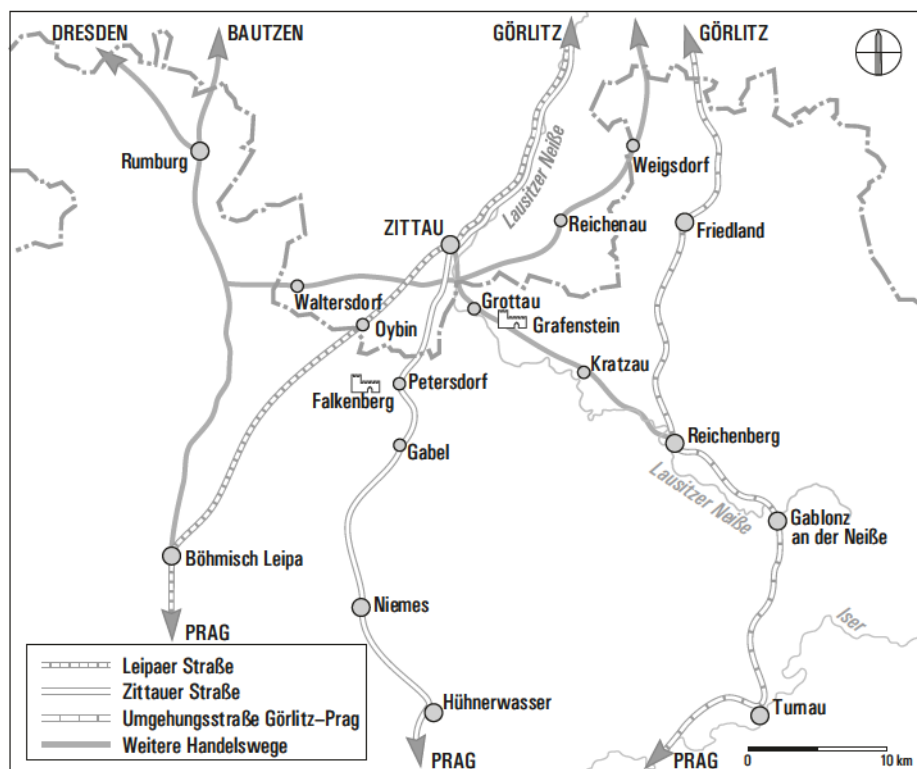 DRESDEN
BAUTZEN
GÖRLITZ
GÖRLITZ
Rumburg
Lausitzer Neiße
Weigsdorf
Reichenau
ZITTAU
Friedland
Waltersdorf
Grottau
Oybin
Grafenstein
Kratzau
Petersdorf
Falkenberg
Gabel
Reichenberg
Lausitzer Neiße
Gablonz
an der Neiße
Böhmisch Leipa
Niemes
Iser
PRAG
Leipaer Straße
Zittauer Straße
Umgehungsstraße Görlitz–Prag
Weitere Handelswege
Hühnerwasser
Turnau
PRAG
PRAG
0 10 km